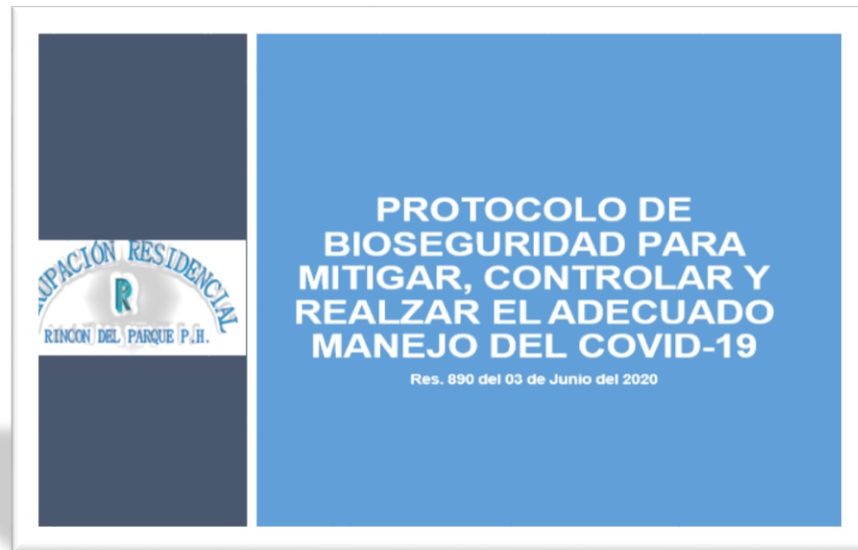 RESIDENCIAL
R
RINCON DEL PARQUE P.H.
PROTOCOLO DE
BIOSEGURIDAD PARA
MITIGAR, CONTROLAR Y
REALZAR EL ADECUADO
MANEJO DEL COVID-19
Res. 890 del 03 de Junio del 2020